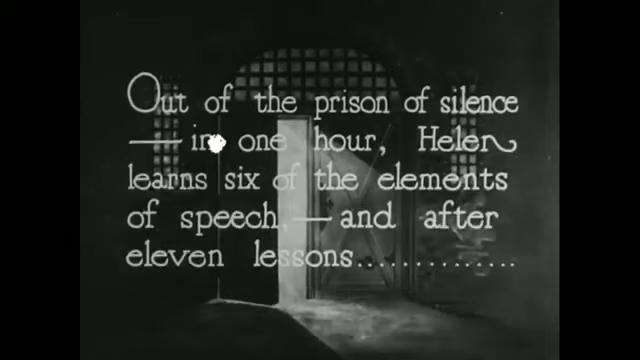 Out of the prison of silence
— in one hour, Helen
learns six of the elements
of speech, — and after
eleven lessons..............